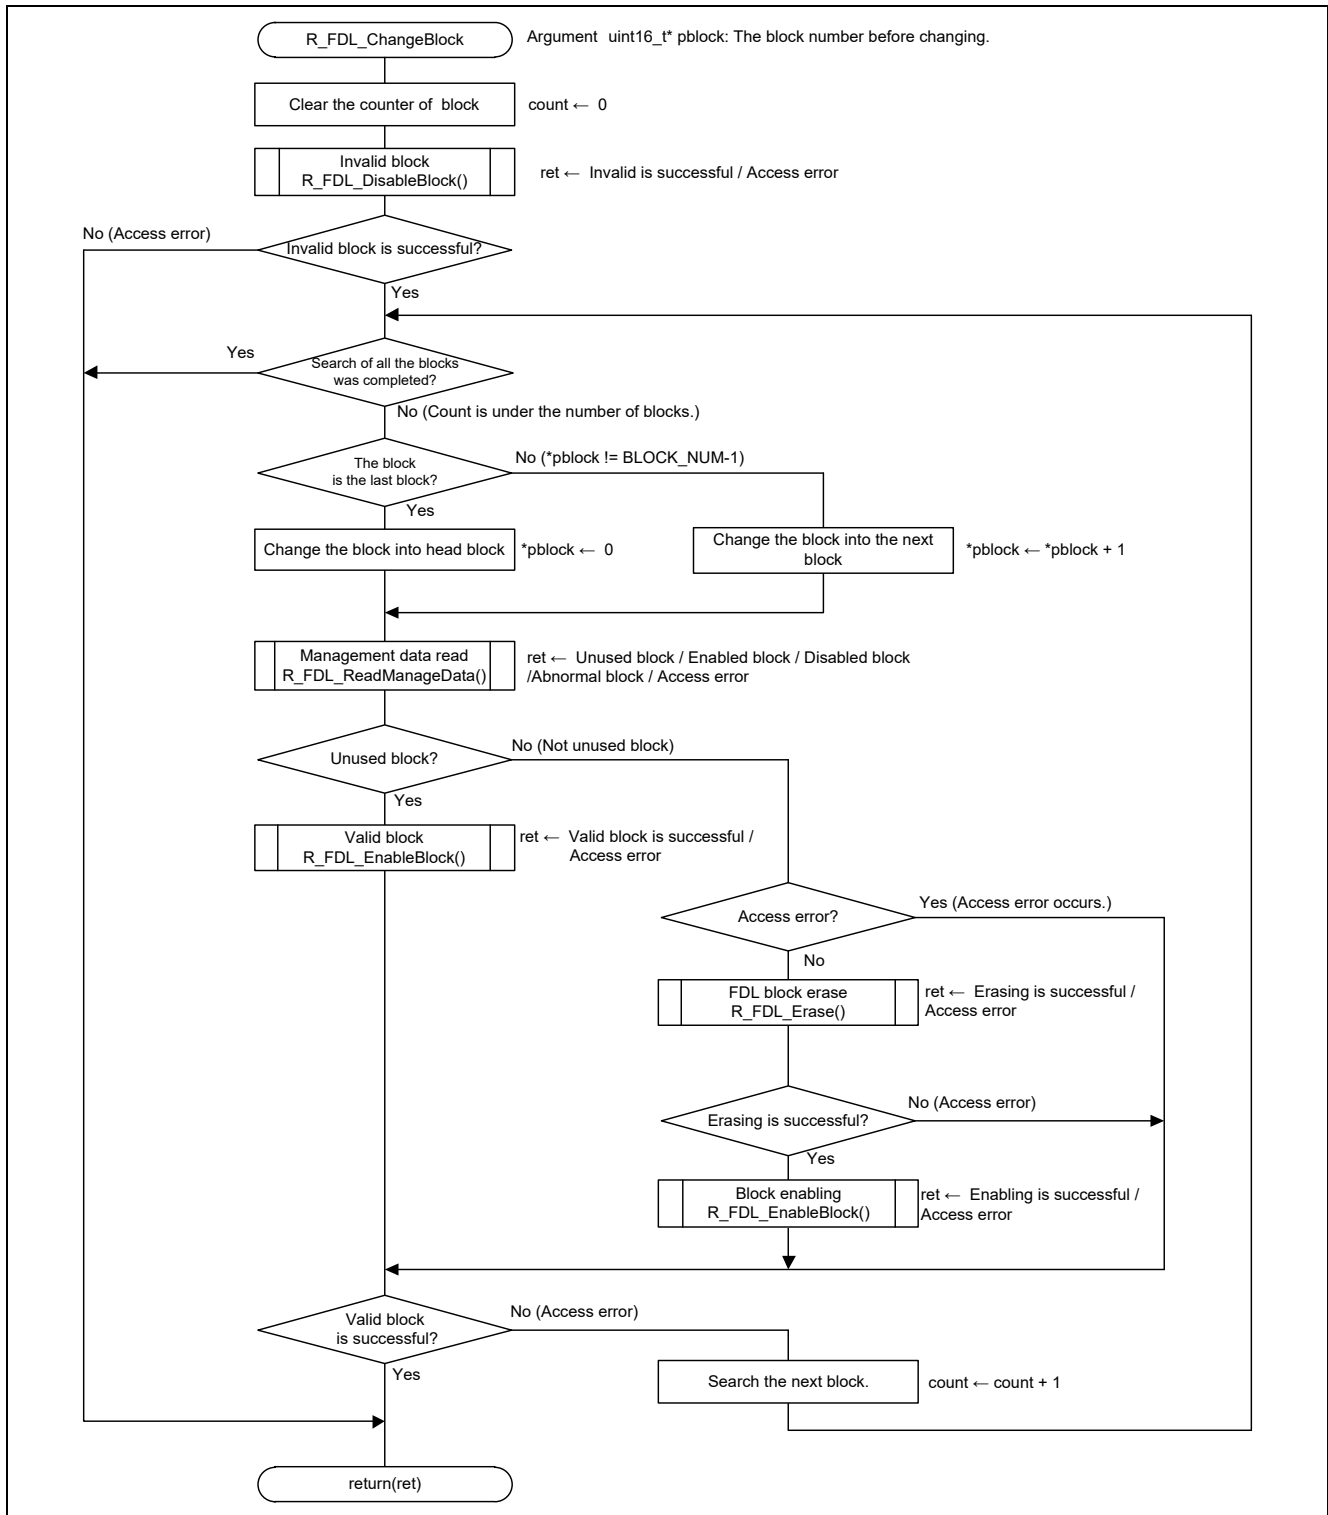 R_FDL_ChangeBlock
Argument uint16_t* pblock: The block number before changing.
Clear the counter of block
count ← 0
Invalid block
R_FDL_DisableBlock()
ret ← Invalid is successful / Access error
No (Access error)
Invalid block is successful?
Yes
Yes
Search of all the blocks
was completed?
No (Count is under the number of blocks.)
The block
is the last block?
No (*pblock != BLOCK_NUM-1)
Yes
Change the block into head block
*pblock ← 0
Change the block into the next
block
*pblock ← *pblock + 1
Management data read
R_FDL_ReadManageData()
ret ← Unused block / Enabled block / Disabled block
/Abnormal block / Access error
Unused block?
No (Not unused block)
Yes
Valid block
R_FDL_EnableBlock()
ret ← Valid block is successful /
Access error
Access error?
Yes (Access error occurs.)
No
FDL block erase
R_FDL_Erase()
ret ← Erasing is successful /
Access error
Erasing is successful?
No (Access error)
Yes
Block enabling
R_FDL_EnableBlock()
ret ← Enabling is successful /
Access error
Valid block
is successful?
No (Access error)
Yes
Search the next block.
count ← count + 1
return(ret)